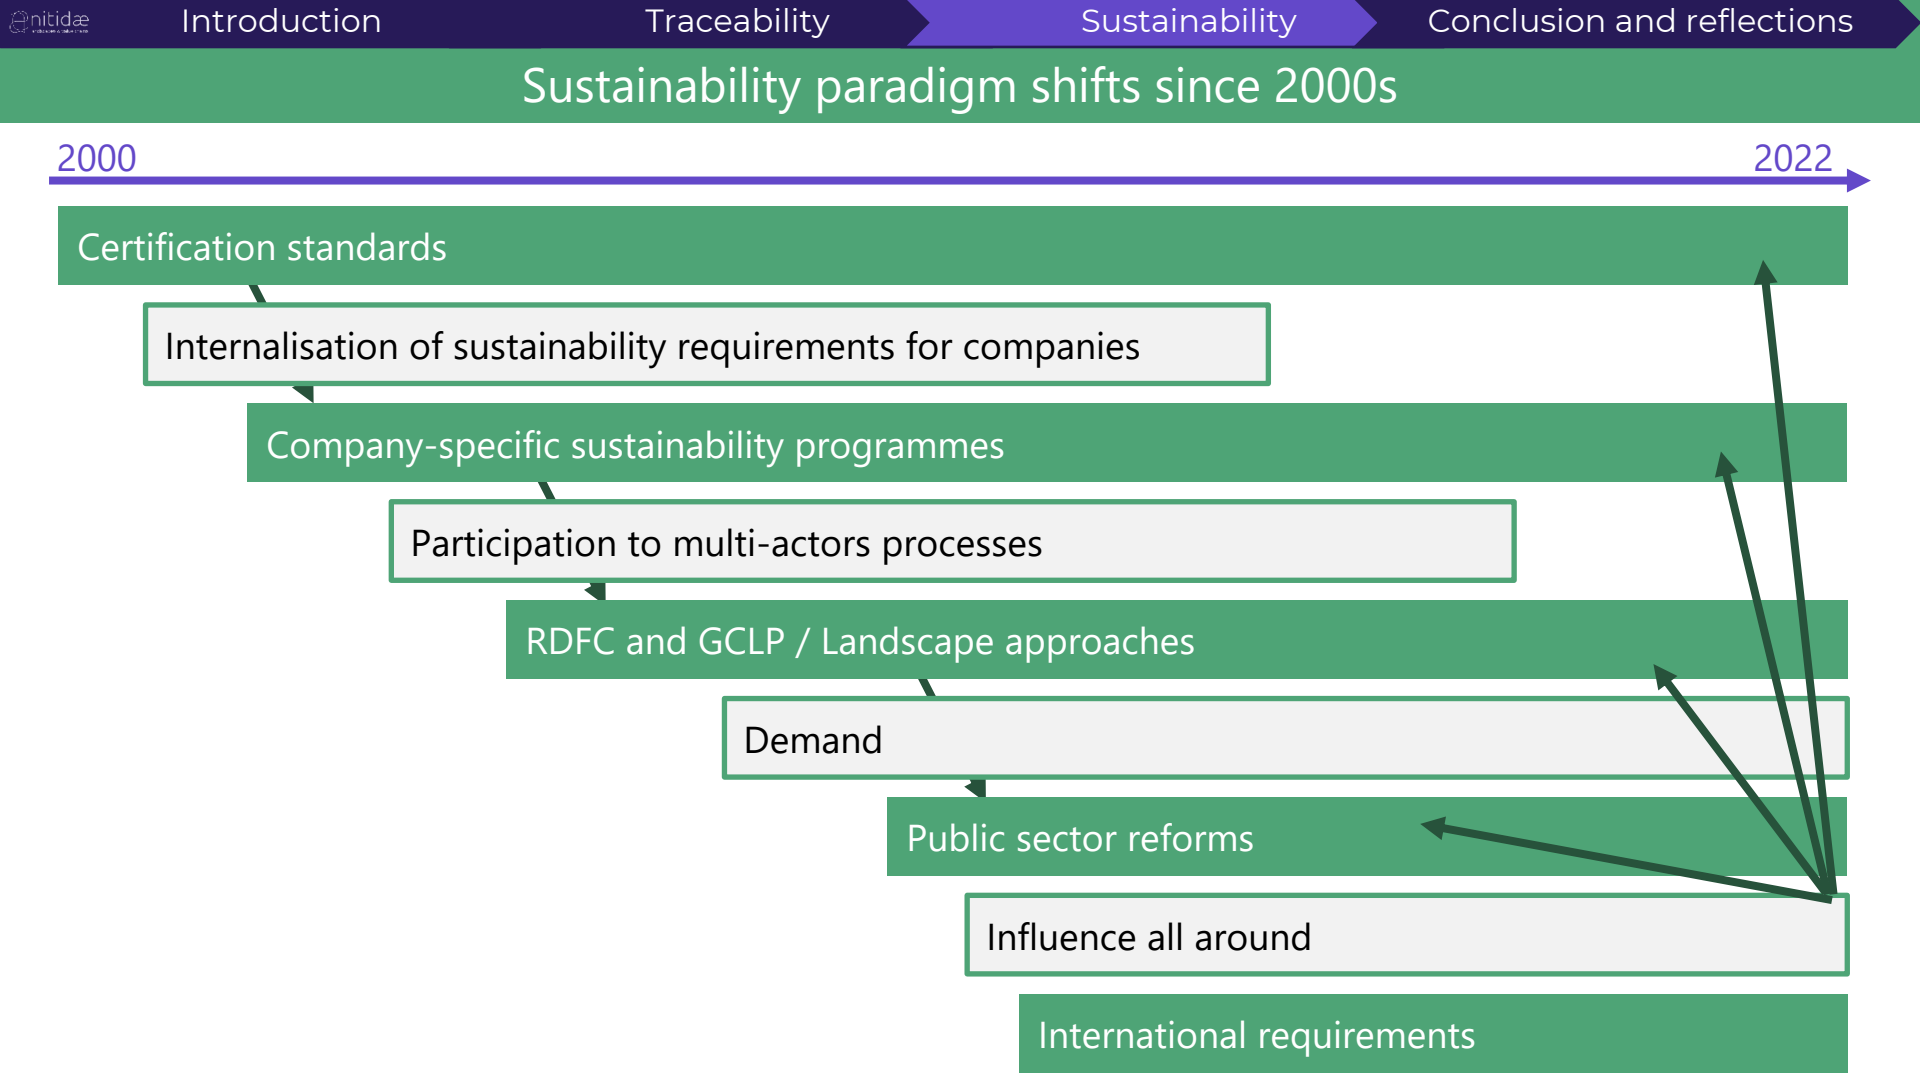 nitidæ
Introduction
Traceability
Sustainability
Conclusion and reflections
Sustainability paradigm shifts since 2000s
2000
2022
Certification standards
Internalisation of sustainability requirements for companies
Company-specific sustainability programmes
Participation to multi-actors processes
RDFC and GCLP / Landscape approaches
Demand
Public sector reforms
Influence all around
International requirements